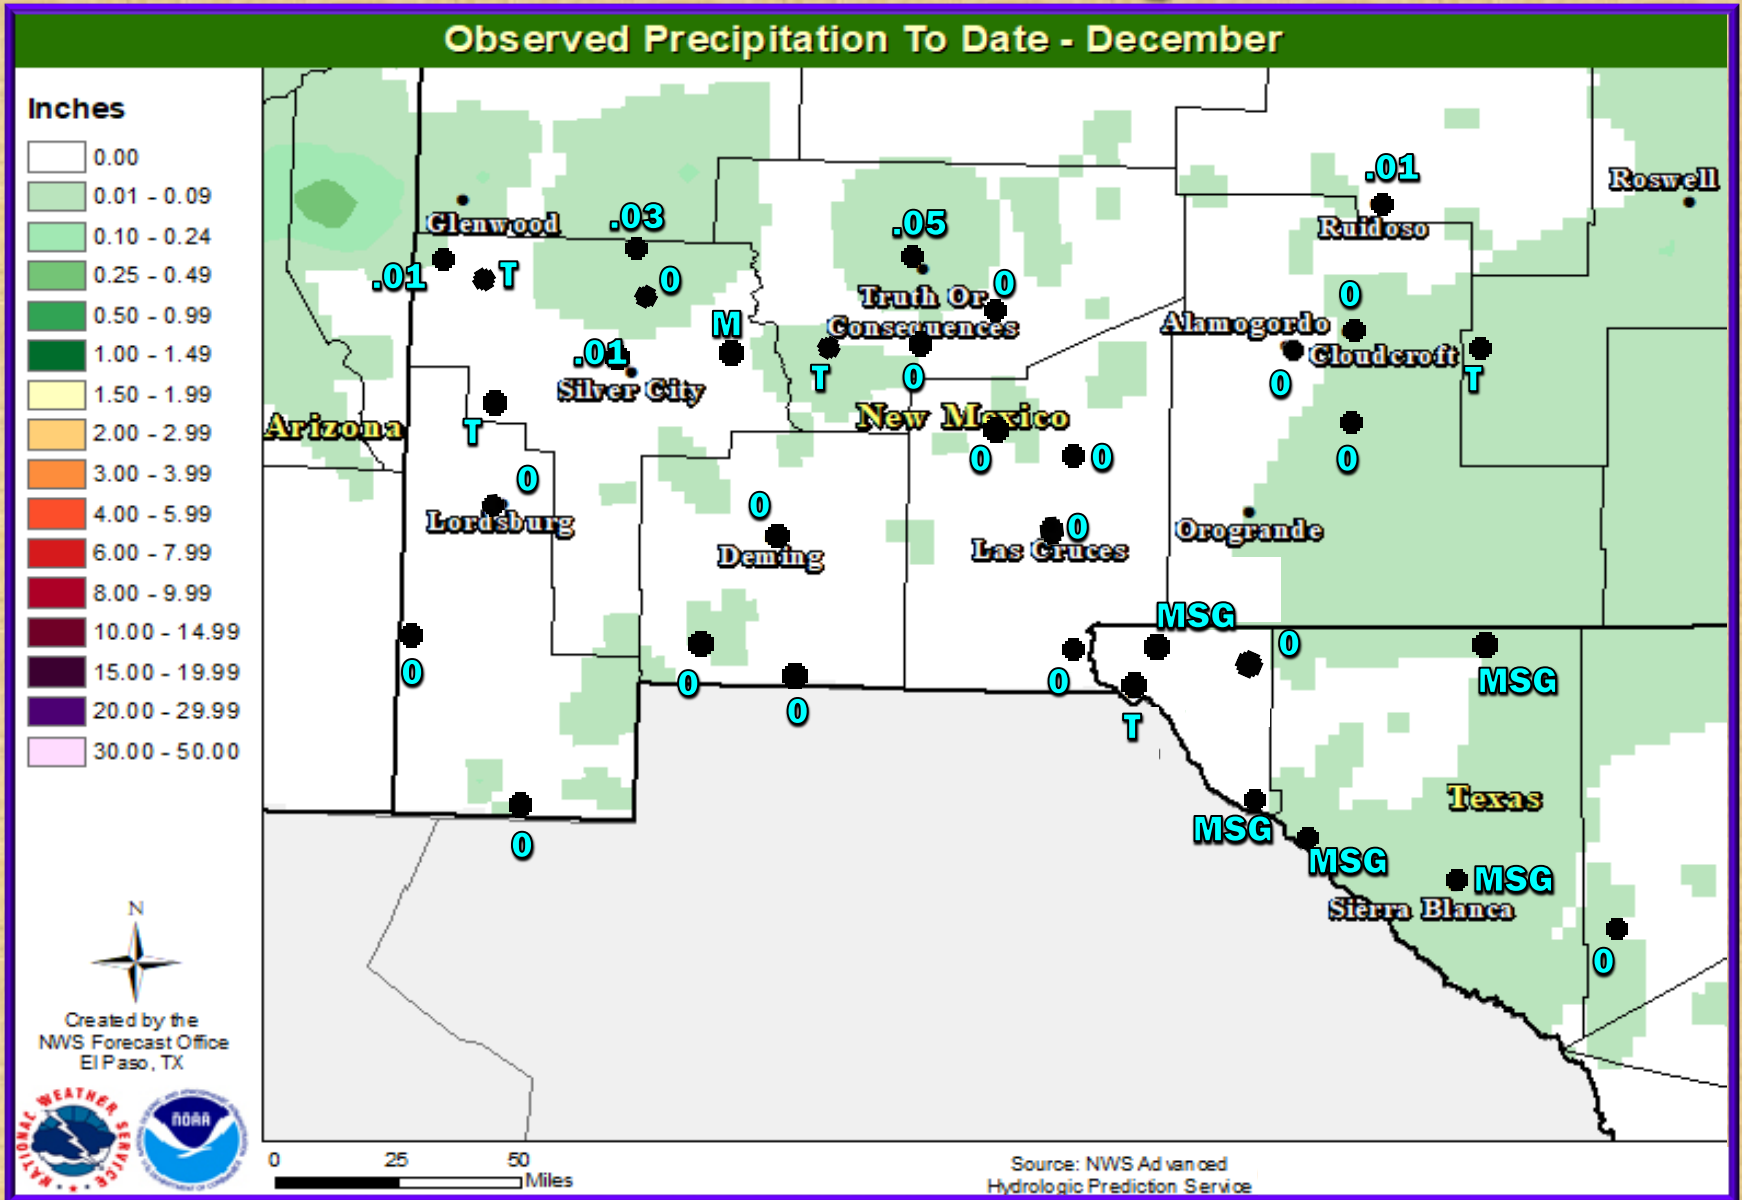 Observed Precipitation To Date - December
Inches
0.00
0.01 - 0.09
0.10 - 0.24
0.25 - 0.49
0.50 - 0.99
1.00 - 1.49
1.50 - 1.99
2.00 - 2.99
3.00 - 3.99
4.00 - 5.99
6.00 - 7.99
8.00 - 9.99
10.00 - 14.99
15.00 - 19.99
20.00 - 29.99
30.00 - 50.00
.01
Roswell
Glenwood
.03
.05
Ruidoso
.01
T
0
0
0
Truth Or
Consequences
M
Alamogordo
.01
Cloudcroft
Silver City
T
0
0
T
Arizona
New Mexico
T
0
0
0
0
0
Lordsburg
Deming
0
Las Cruces
Orogrande
MSG
0
0
0
0
0
MSG
0
T
Texas
0
MSG
MSG
MSG
Sierra Blanca
0
N
Created by the
NWS Forecast Office
El Paso, TX
NATIONAL WEATHER SERVICE
NOAA
0 25 50
Miles
Source: NWS Advanced
Hydrologic Prediction Service